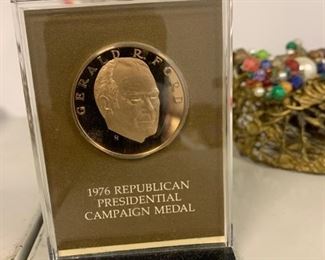 GERALD R. FORD
1976 REPUBLICAN
PRESIDENTIAL
CAMPAIGN MEDAL